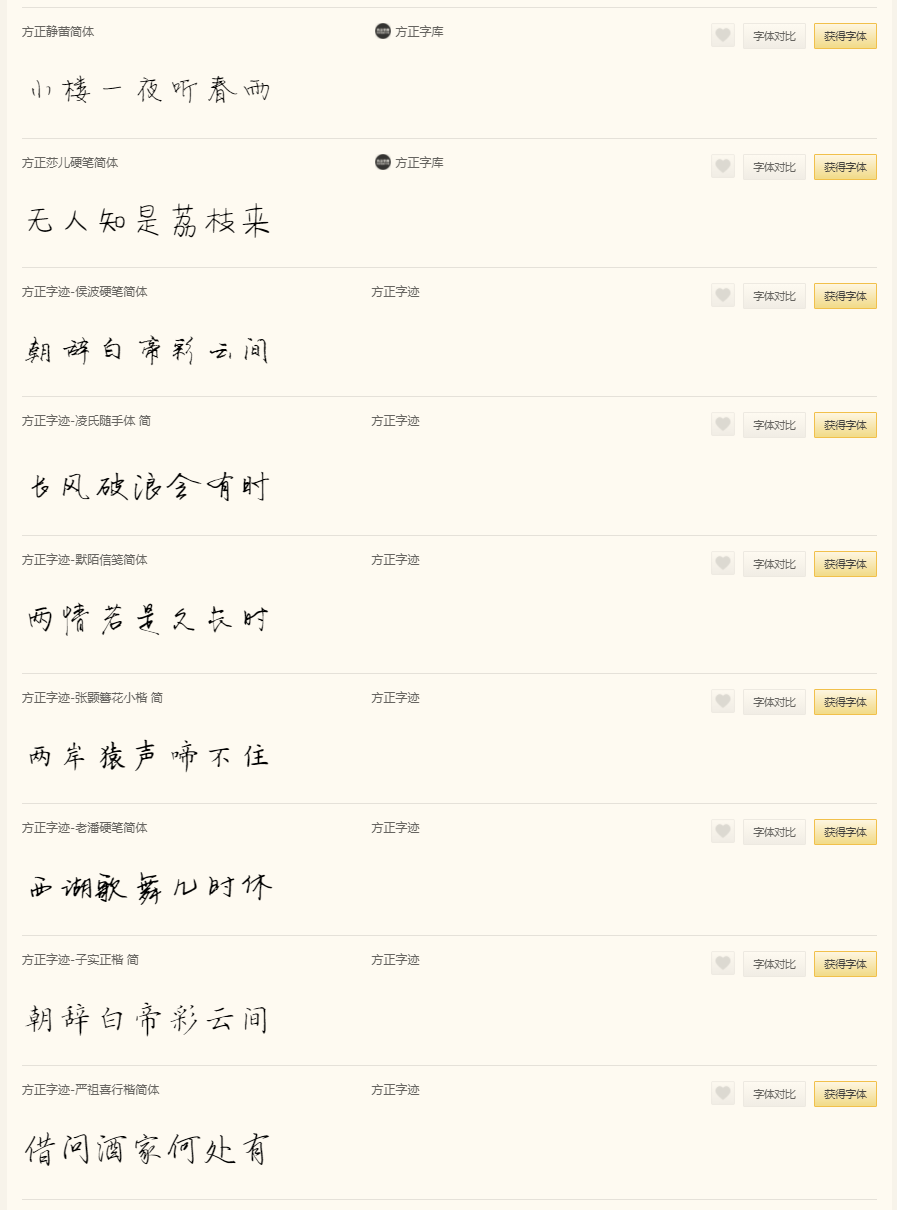 方正静蕾简体 方正字库 字体对比 获得字体
小楼一夜听春雨
方正莎儿硬笔简体 方正字库 字体对比 获得字体
无人知是荔枝来
方正字迹-侯波硬笔简体 方正字迹 字体对比 获得字体
朝辞白帝彩云间
方正字迹-凌氏随手体 简 方正字迹 字体对比 获得字体
长风破浪会有时
方正字迹-默陌信笺简体 方正字迹 字体对比 获得字体
两情若是久长时
方正字迹-张颢簪花小楷 简 方正字迹 字体对比 获得字体
两岸猿声啼不住
方正字迹-老潘硬笔简体 方正字迹 字体对比 获得字体
西湖歌舞几时休
方正字迹-子实正楷 简 方正字迹 字体对比 获得字体
朝辞白帝彩云间
方正字迹-严祖喜行楷简体 方正字迹 字体对比 获得字体
借问酒家何处有